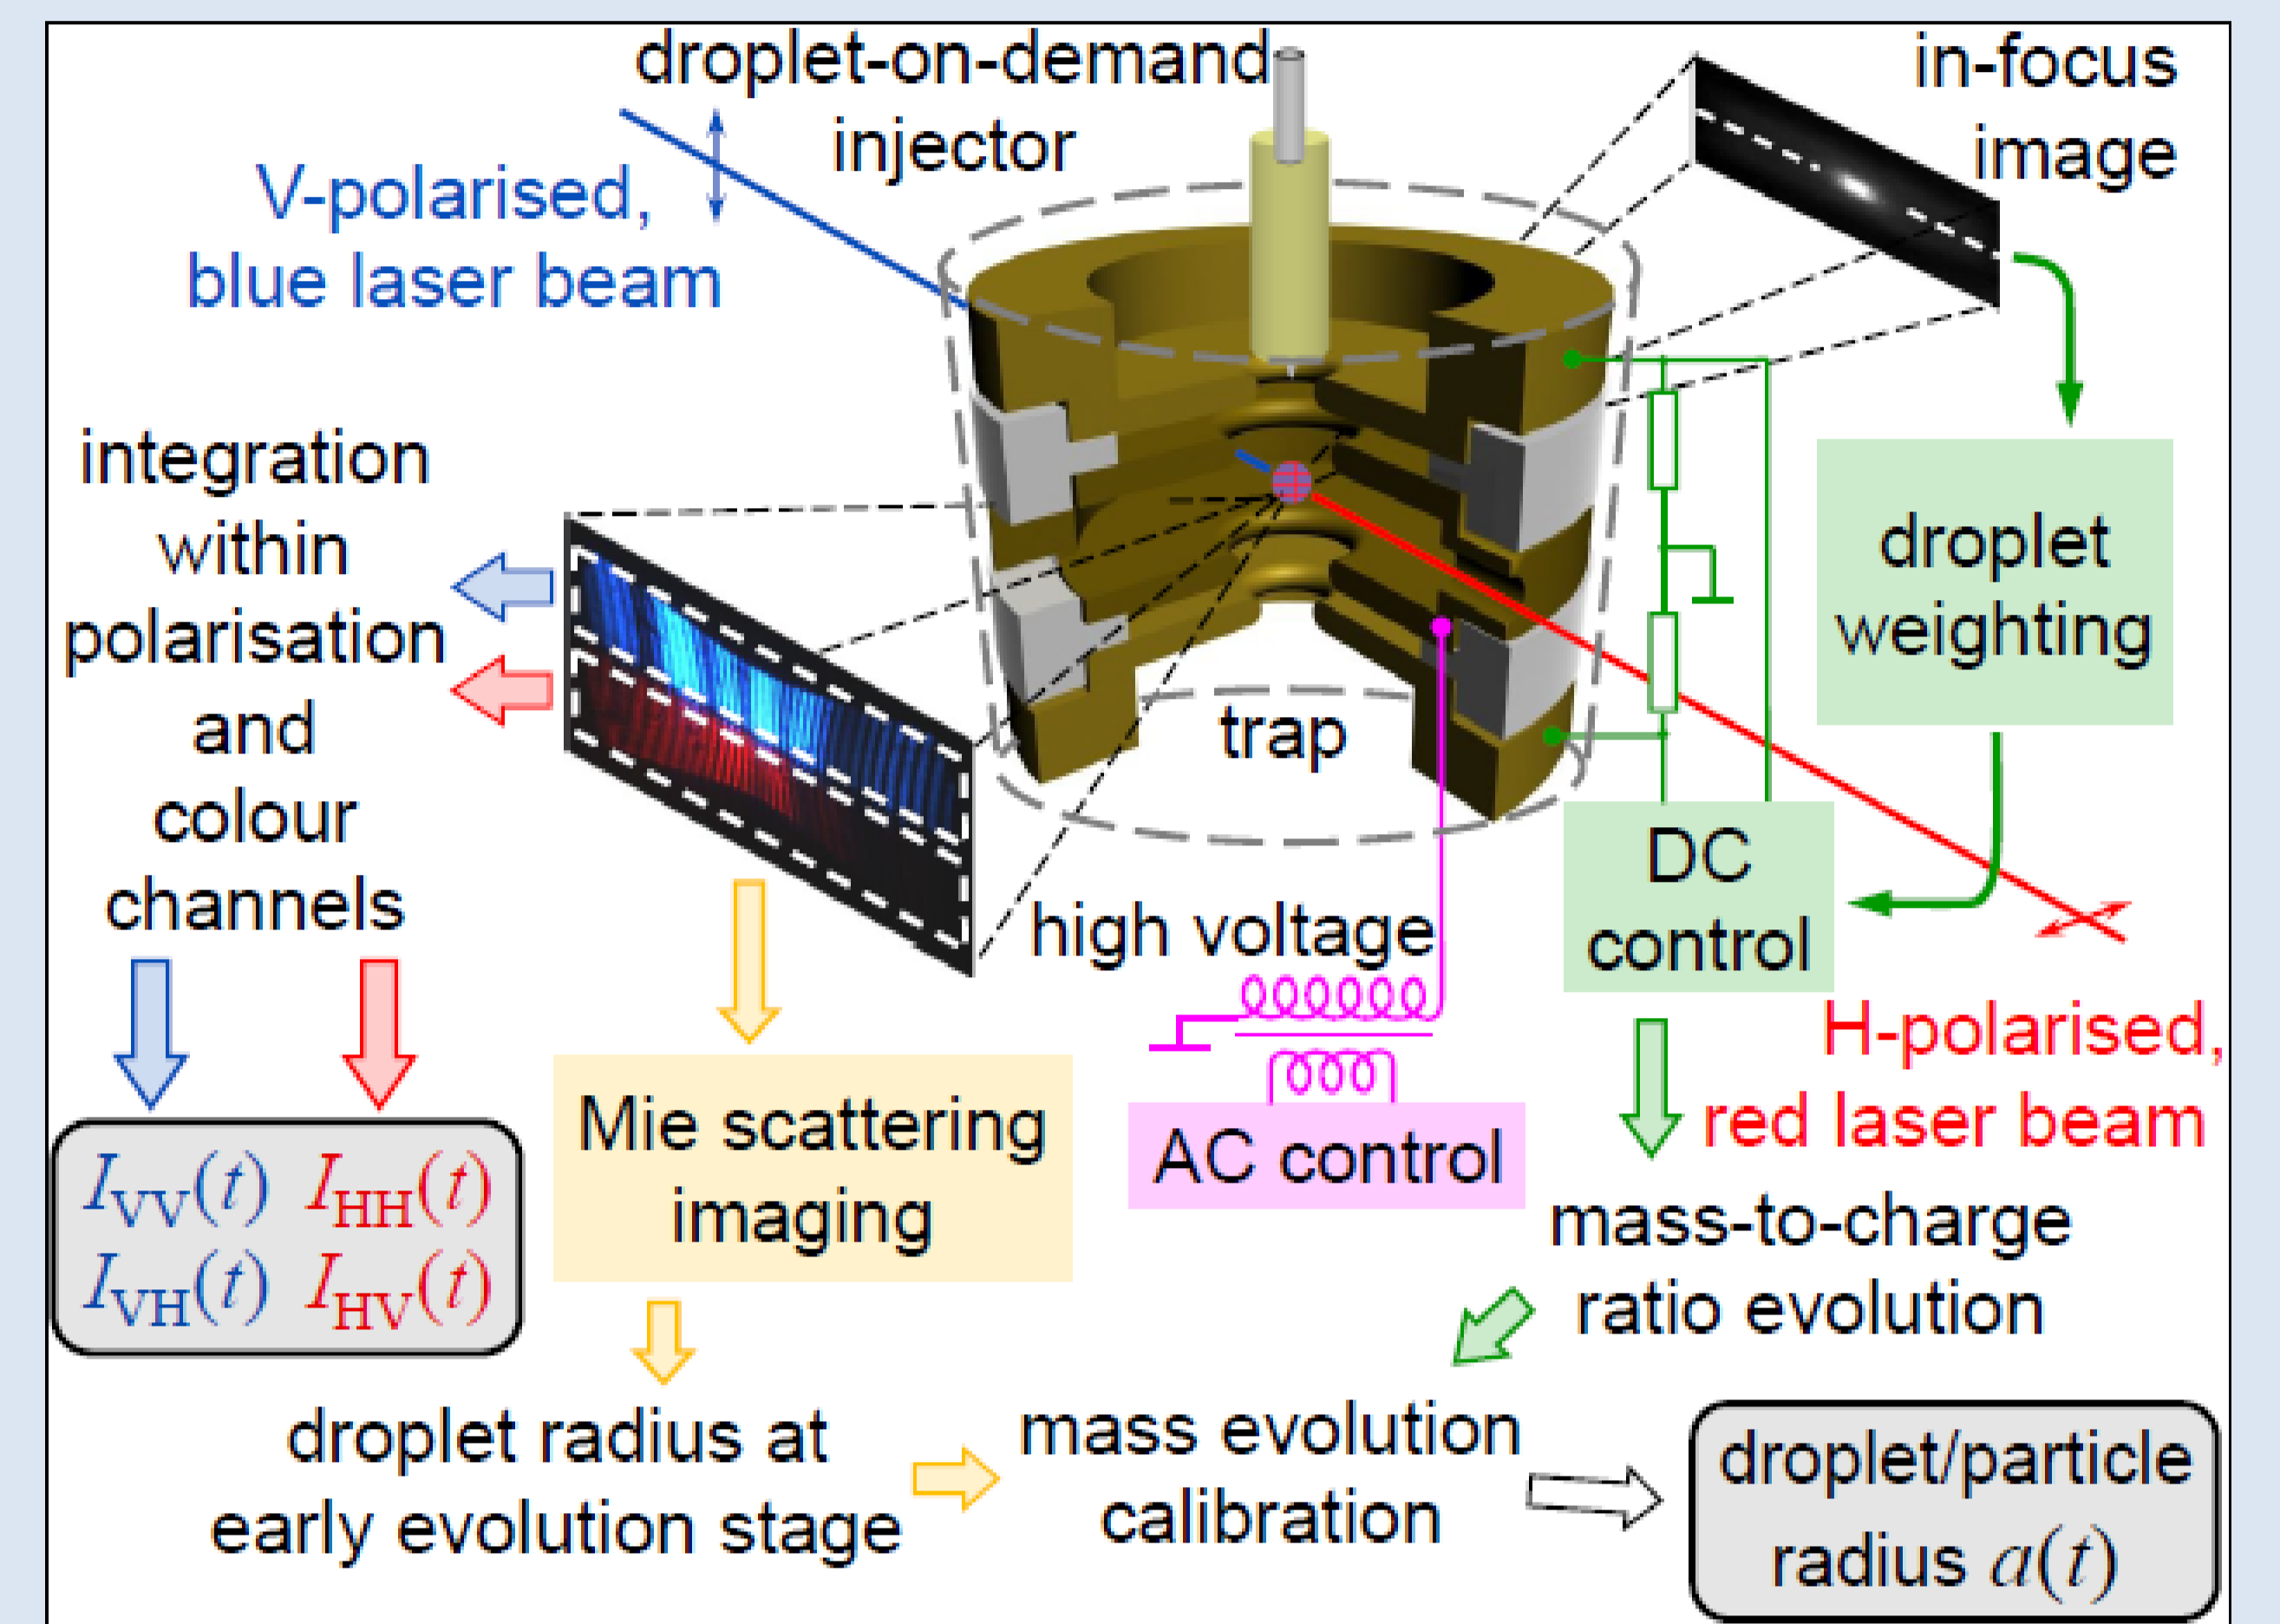 droplet-on-demand
injector
in-focus
image
V-polarised,
blue laser beam
integration
within
polarisation
and
colour
channels
droplet
weighting
trap
DC
control
high voltage
H-polarised,
red laser beam
AC control
Mie scattering
imaging
I_VV(t) I_HH(t)
I_VH(t) I_HV(t)
mass-to-charge
ratio evolution
droplet radius at
early evolution stage
mass evolution
calibration
droplet/particle
radius a(t)